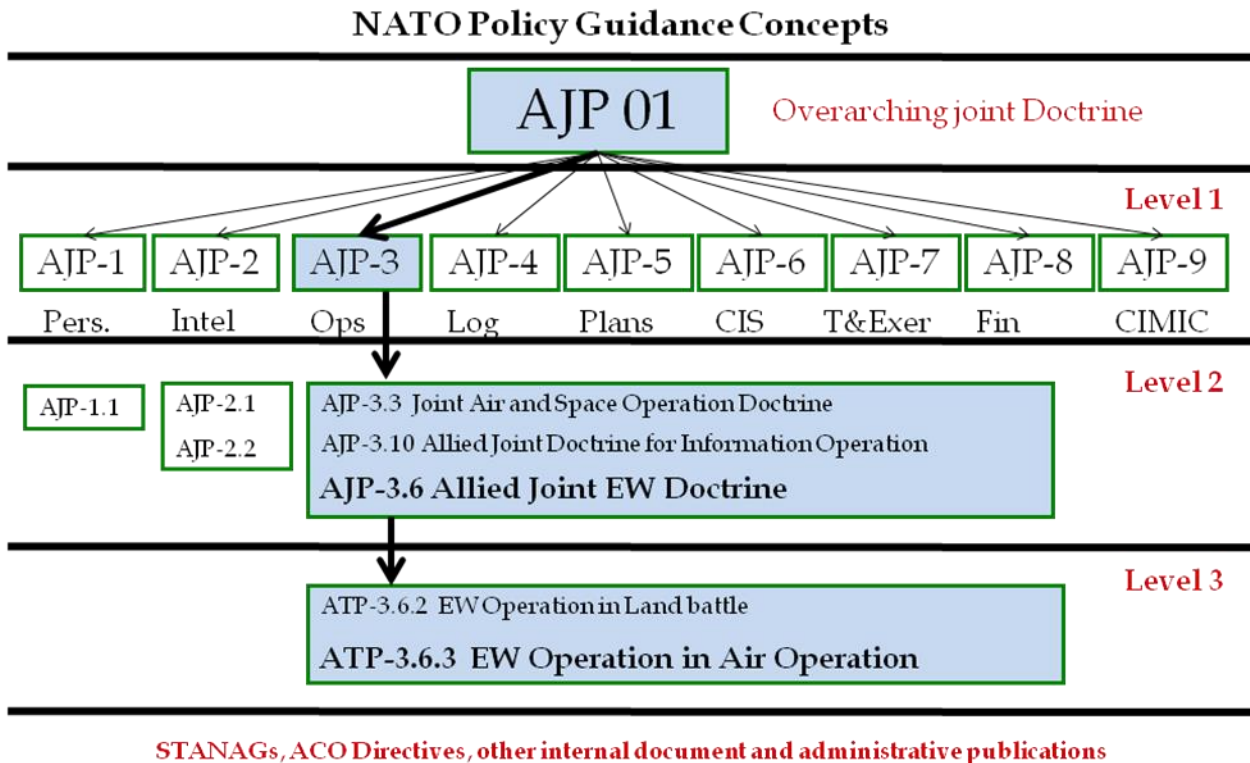 NATO Policy Guidance Concepts
AJP 01
Overarching joint Doctrine
Level 1
AJP-1 AJP-2 AJP-3 AJP-4 AJP-5 AJP-6 AJP-7 AJP-8 AJP-9
Pers. Intel Ops Log Plans CIS T&Exer Fin CIMIC
Level 2
AJP-1.1
AJP-2.1
AJP-2.2
AJP-3.3 Joint Air and Space Operation Doctrine
AJP-3.10 Allied Joint Doctrine for Information Operation
AJP-3.6 Allied Joint EW Doctrine
Level 3
ATP-3.6.2 EW Operation in Land battle
ATP-3.6.3 EW Operation in Air Operation
STANAGs, ACO Directives, other internal document and administrative publications